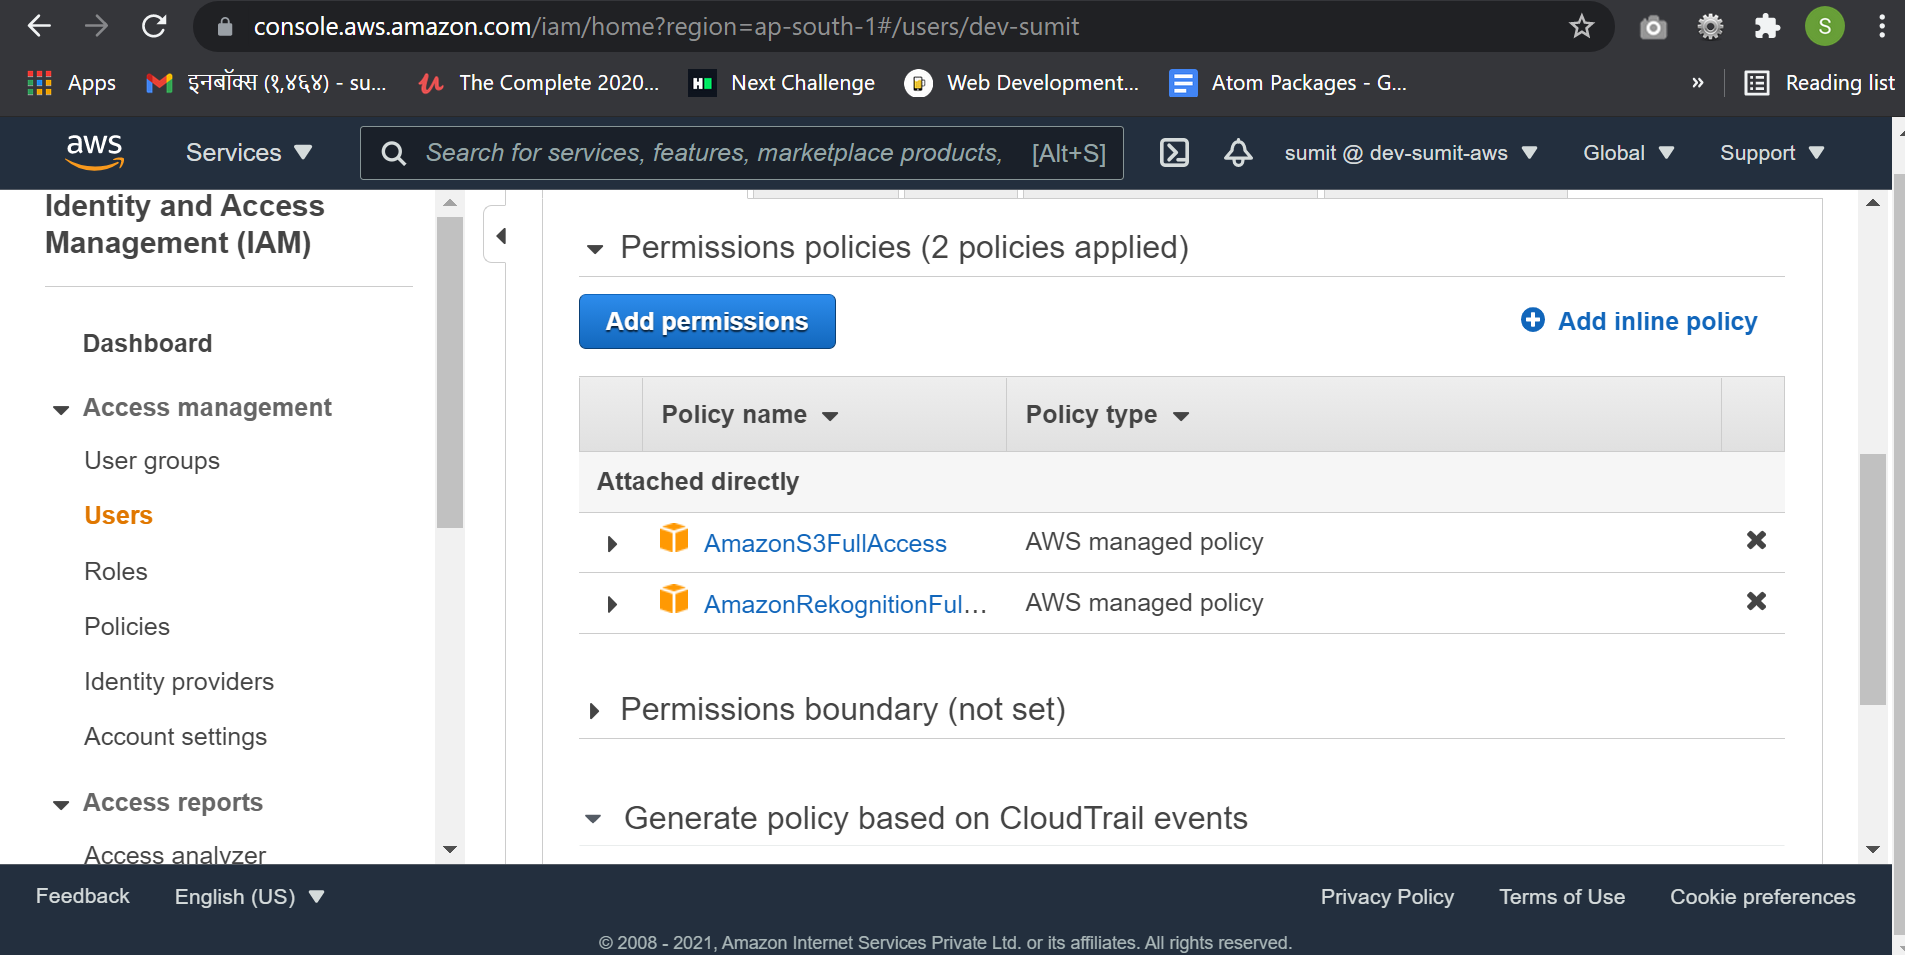 console.aws.amazon.com/iam/home?region=ap-south-1#/users/dev-sumit
S
Apps
इनबॉक्स (१,४६४) - su...
The Complete 2020...
Next Challenge
Web Development...
Atom Packages - G...
»
Reading list
aws
Services
Search for services, features, marketplace products,
[Alt+S]
sumit @ dev-sumit-aws
Global
Support
Identity and Access
Management (IAM)
Dashboard
Access management
User groups
Users
Roles
Policies
Identity providers
Account settings
Access reports
Access analyzer
Permissions policies (2 policies applied)
Add permissions
Add inline policy
Policy name
Policy type
Attached directly
AmazonS3FullAccess
AWS managed policy
AmazonRekognitionFul...
AWS managed policy
Permissions boundary (not set)
Generate policy based on CloudTrail events
Feedback
English (US)
Privacy Policy
Terms of Use
Cookie preferences
© 2008 - 2021, Amazon Internet Services Private Ltd. or its affiliates. All rights reserved.